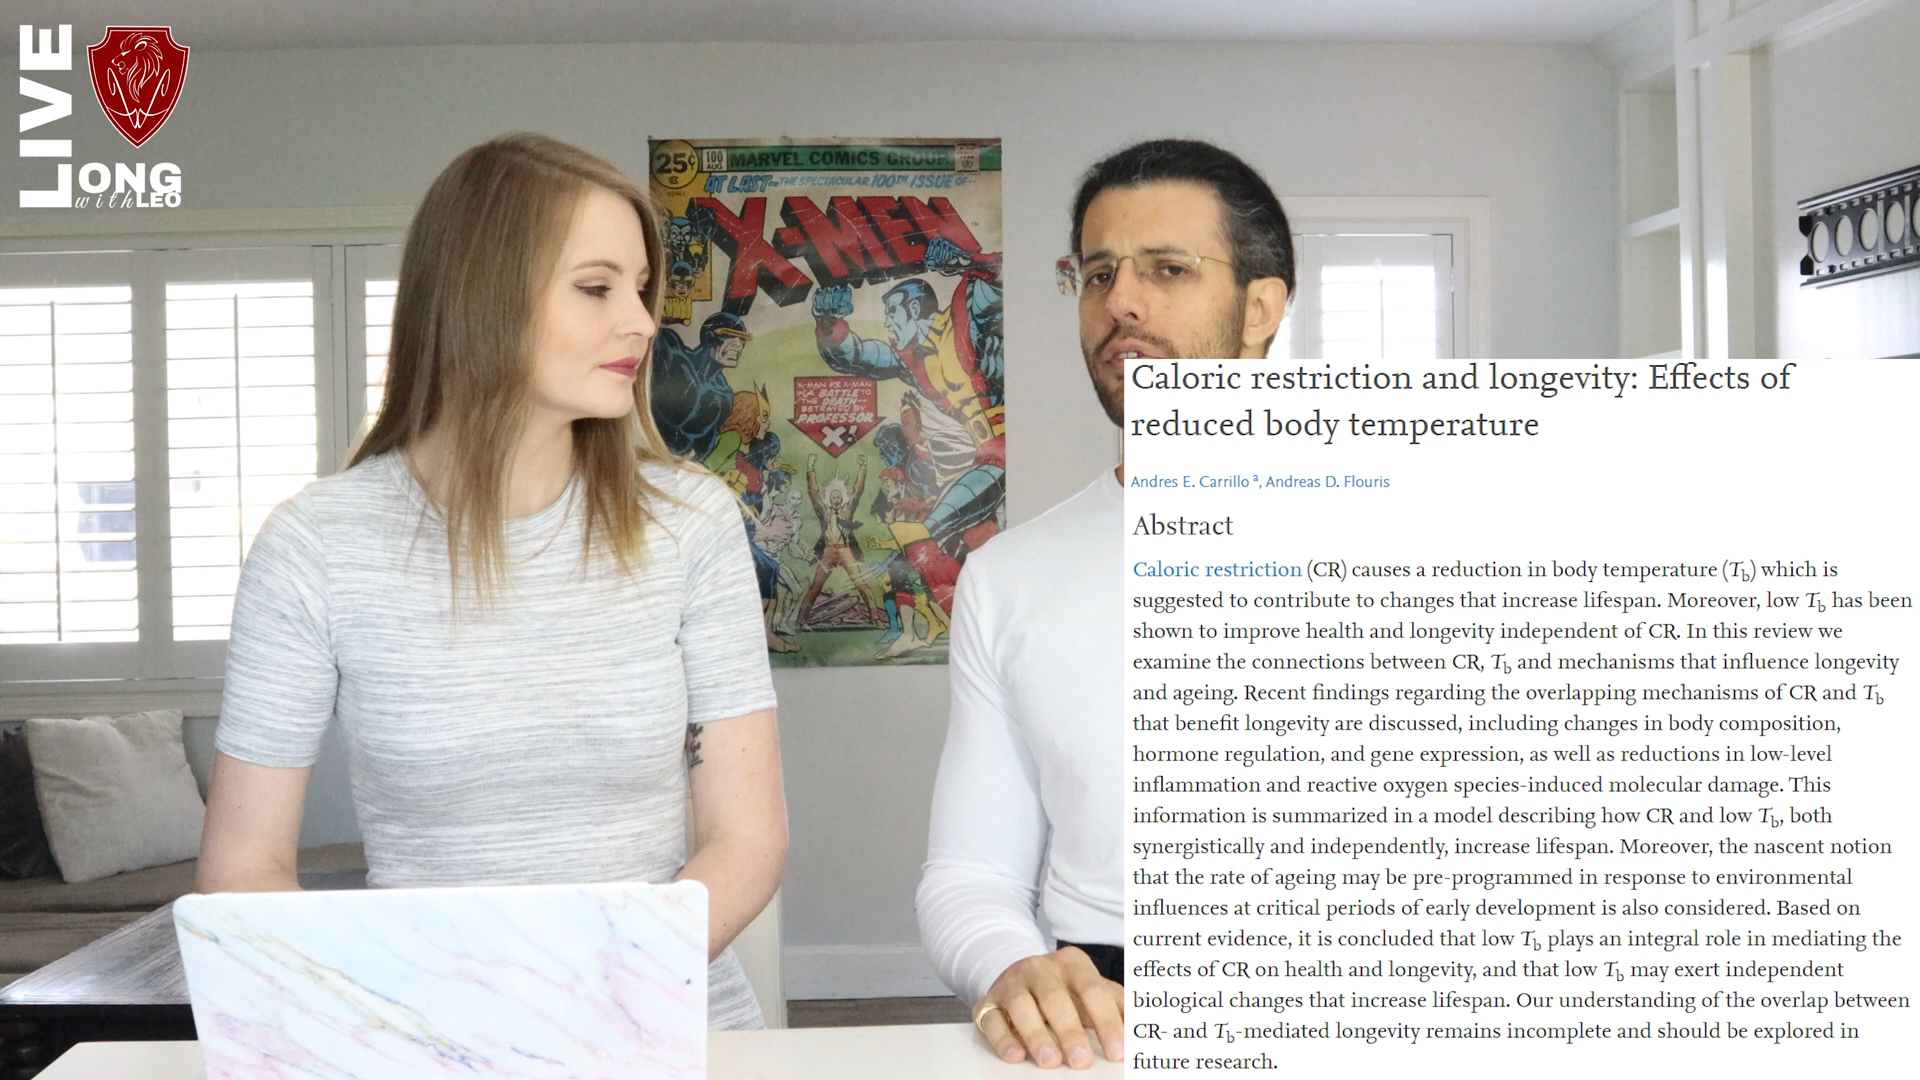 LIVE
LONG
with LEO
25¢
100
AUG
MARVEL COMICS GROUP
AT LAST THE SPECTACULAR 100TH ISSUE OF
X-MEN
X-MAN VS. X-MAN
IN A BATTLE TO
THE DEATH--
BETRAYED BY
PROFESSOR
X!
Caloric restriction and longevity: Effects of
reduced body temperature
Andres E. Carrillo ª, Andreas D. Flouris
Abstract
Caloric restriction (CR) causes a reduction in body temperature (Tb) which is
suggested to contribute to changes that increase lifespan. Moreover, low Tb has been
shown to improve health and longevity independent of CR. In this review we
examine the connections between CR, Tb and mechanisms that influence longevity
and ageing. Recent findings regarding the overlapping mechanisms of CR and Tb
that benefit longevity are discussed, including changes in body composition,
hormone regulation, and gene expression, as well as reductions in low-level
inflammation and reactive oxygen species-induced molecular damage. This
information is summarized in a model describing how CR and low Tb, both
synergistically and independently, increase lifespan. Moreover, the nascent notion
that the rate of ageing may be pre-programmed in response to environmental
influences at critical periods of early development is also considered. Based on
current evidence, it is concluded that low Tb plays an integral role in mediating the
effects of CR on health and longevity, and that low Tb may exert independent
biological changes that increase lifespan. Our understanding of the overlap between
CR- and Tb-mediated longevity remains incomplete and should be explored in
future research.